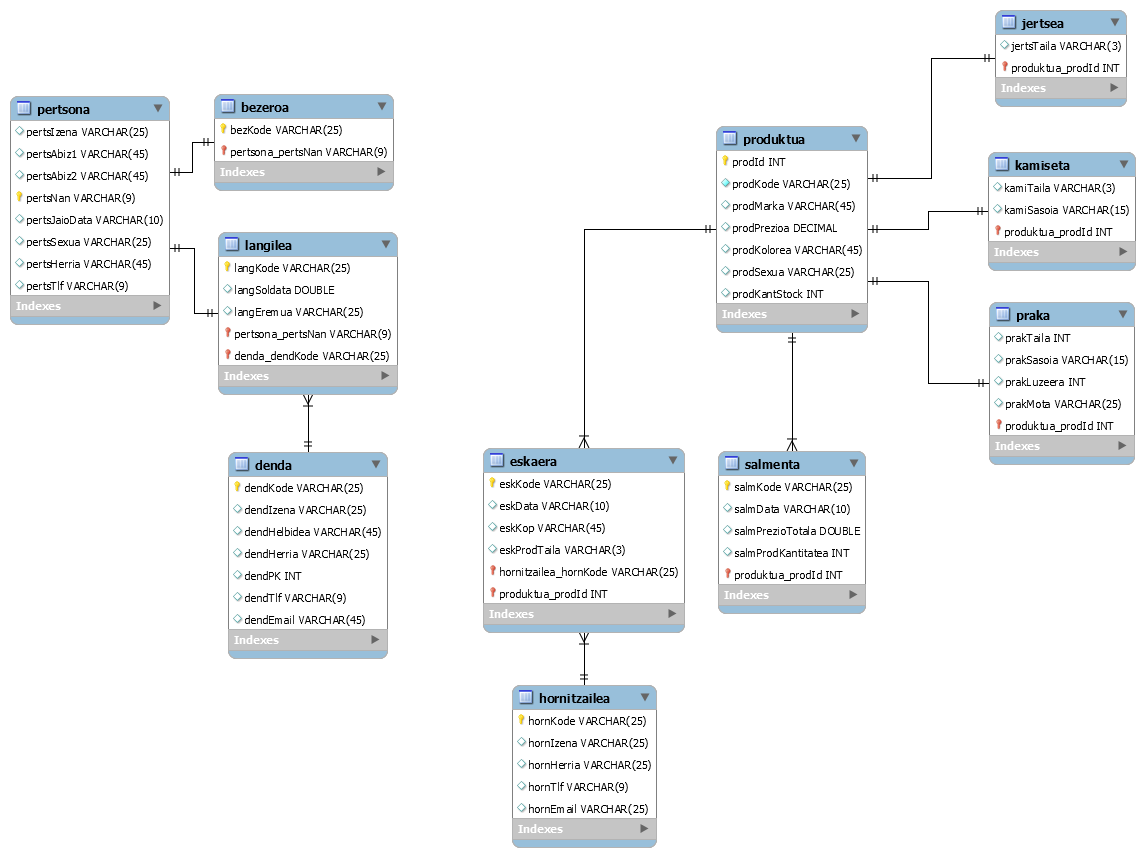 pertsona
pertsIzena VARCHAR(25)
pertsAbiz1 VARCHAR(45)
pertsAbiz2 VARCHAR(45)
pertsNan VARCHAR(9)
pertsJaioData VARCHAR(10)
pertsSexua VARCHAR(25)
pertsHerria VARCHAR(45)
pertsTlf VARCHAR(9)
Indexes
bezeroa
bezKode VARCHAR(25)
pertsona_pertsNan VARCHAR(9)
Indexes
langilea
langKode VARCHAR(25)
langSoldata DOUBLE
langEremua VARCHAR(25)
pertsona_pertsNan VARCHAR(9)
denda_dendKode VARCHAR(25)
Indexes
denda
dendKode VARCHAR(25)
dendIzena VARCHAR(25)
dendHelbidea VARCHAR(45)
dendHerria VARCHAR(25)
dendPK INT
dendTlf VARCHAR(9)
dendEmail VARCHAR(45)
Indexes
produktua
prodId INT
prodKode VARCHAR(25)
prodMarka VARCHAR(45)
prodPrezioa DECIMAL
prodKolorea VARCHAR(45)
prodSexua VARCHAR(25)
prodKantStock INT
Indexes
jertsea
jertsTaila VARCHAR(3)
produktua_prodId INT
Indexes
kamiseta
kamiTaila VARCHAR(3)
kamiSasoia VARCHAR(15)
produktua_prodId INT
Indexes
praka
prakTaila INT
prakSasoia VARCHAR(15)
prakLuzeera INT
prakMota VARCHAR(25)
produktua_prodId INT
Indexes
eskaera
eskKode VARCHAR(25)
eskData VARCHAR(10)
eskKop VARCHAR(45)
eskProdTaila VARCHAR(3)
hornitzailea_hornKode VARCHAR(25)
produktua_prodId INT
Indexes
salmenta
salmKode VARCHAR(25)
salmData VARCHAR(10)
salmPrezioTotala DOUBLE
salmProdKantitatea INT
produktua_prodId INT
Indexes
hornitzailea
hornKode VARCHAR(25)
hornIzena VARCHAR(25)
hornHerria VARCHAR(25)
hornTlf VARCHAR(9)
hornEmail VARCHAR(25)
Indexes